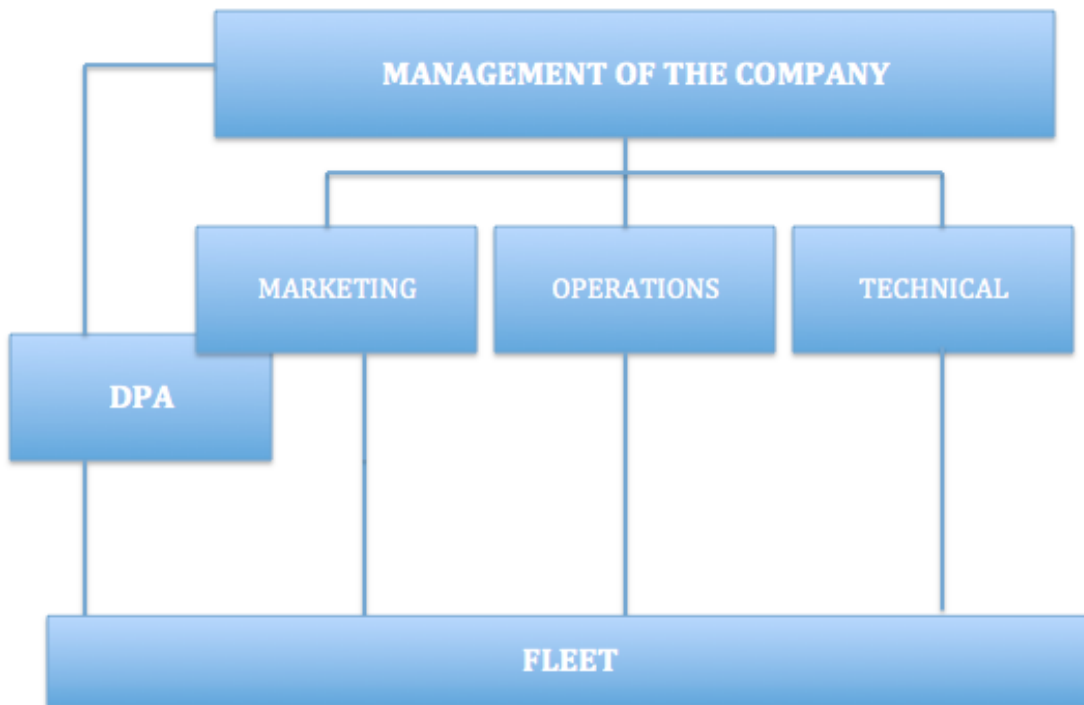 MANAGEMENT OF THE COMPANY
MARKETING
OPERATIONS
TECHNICAL
DPA
FLEET